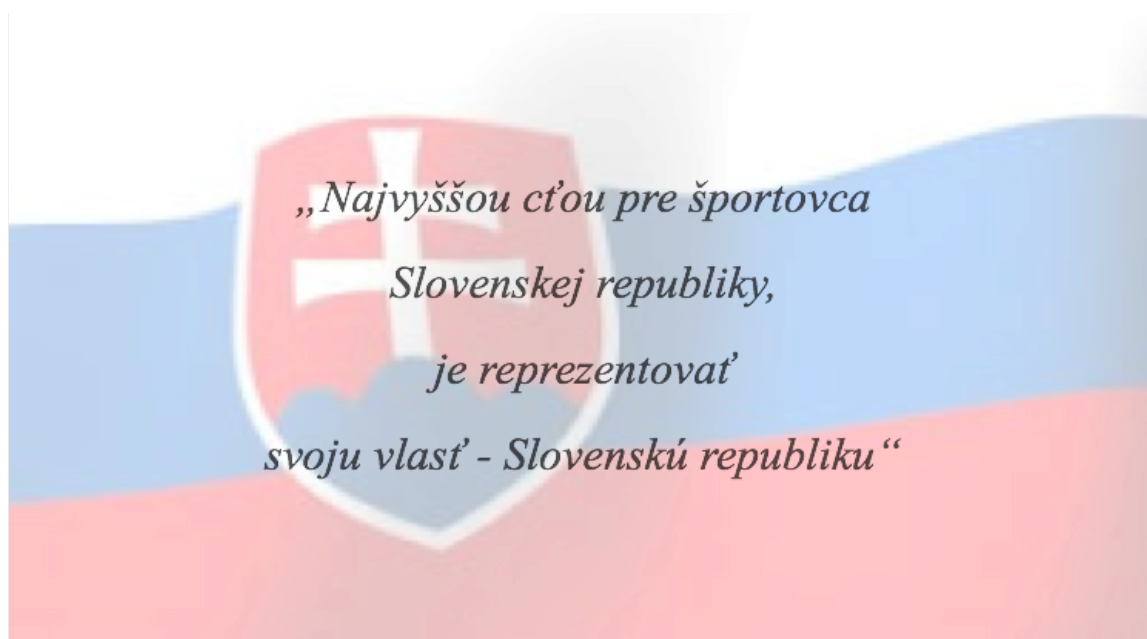 „Najvyššou cťou pre športovca
Slovenskej republiky,
je reprezentovať
svoju vlasť - Slovenskú republiku“